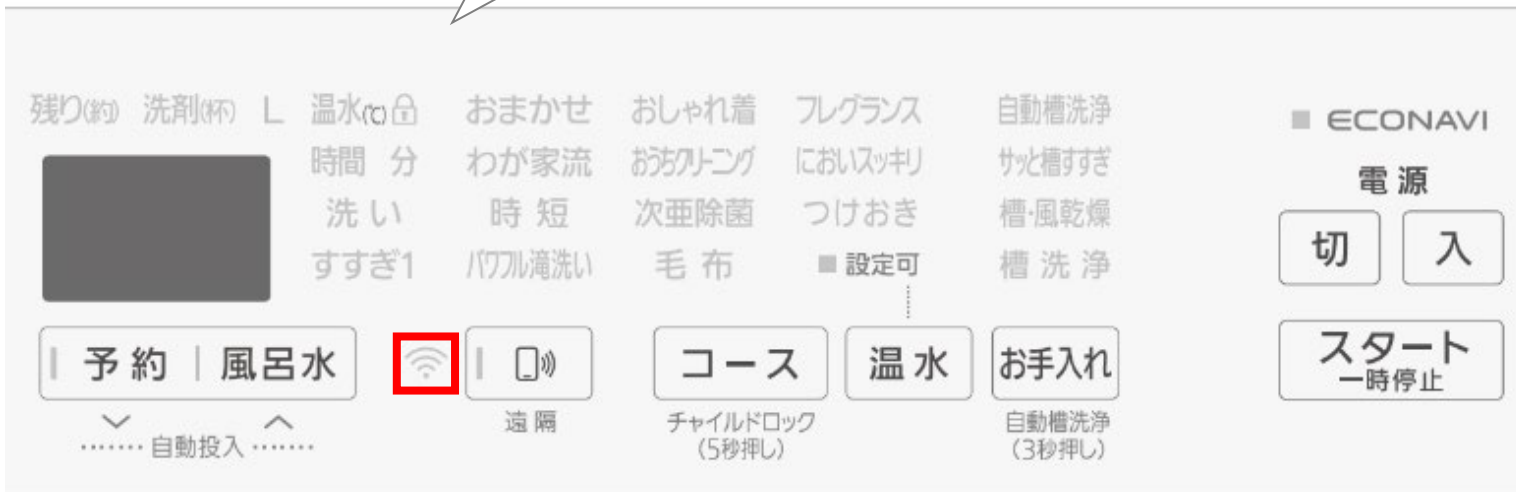 残り(約) 洗剤(杯) L 温水(℃) おまかせ おしゃれ着 フレグランス 自動槽洗浄
ECONAVI
時間 分 わが家流 おうちクリーニング においスッキリ サッと槽すすぎ
電源
洗い 時短 次亜除菌 つけおき 槽・風乾燥
切 入
すすぎ1 パワフル滝洗い 毛布 設定可 槽洗浄
予約 風呂水 コース 温水 お手入れ スタート
一時停止
遠隔 チャイルドロック 自動槽洗浄
自動投入 (5秒押し) (3秒押し)